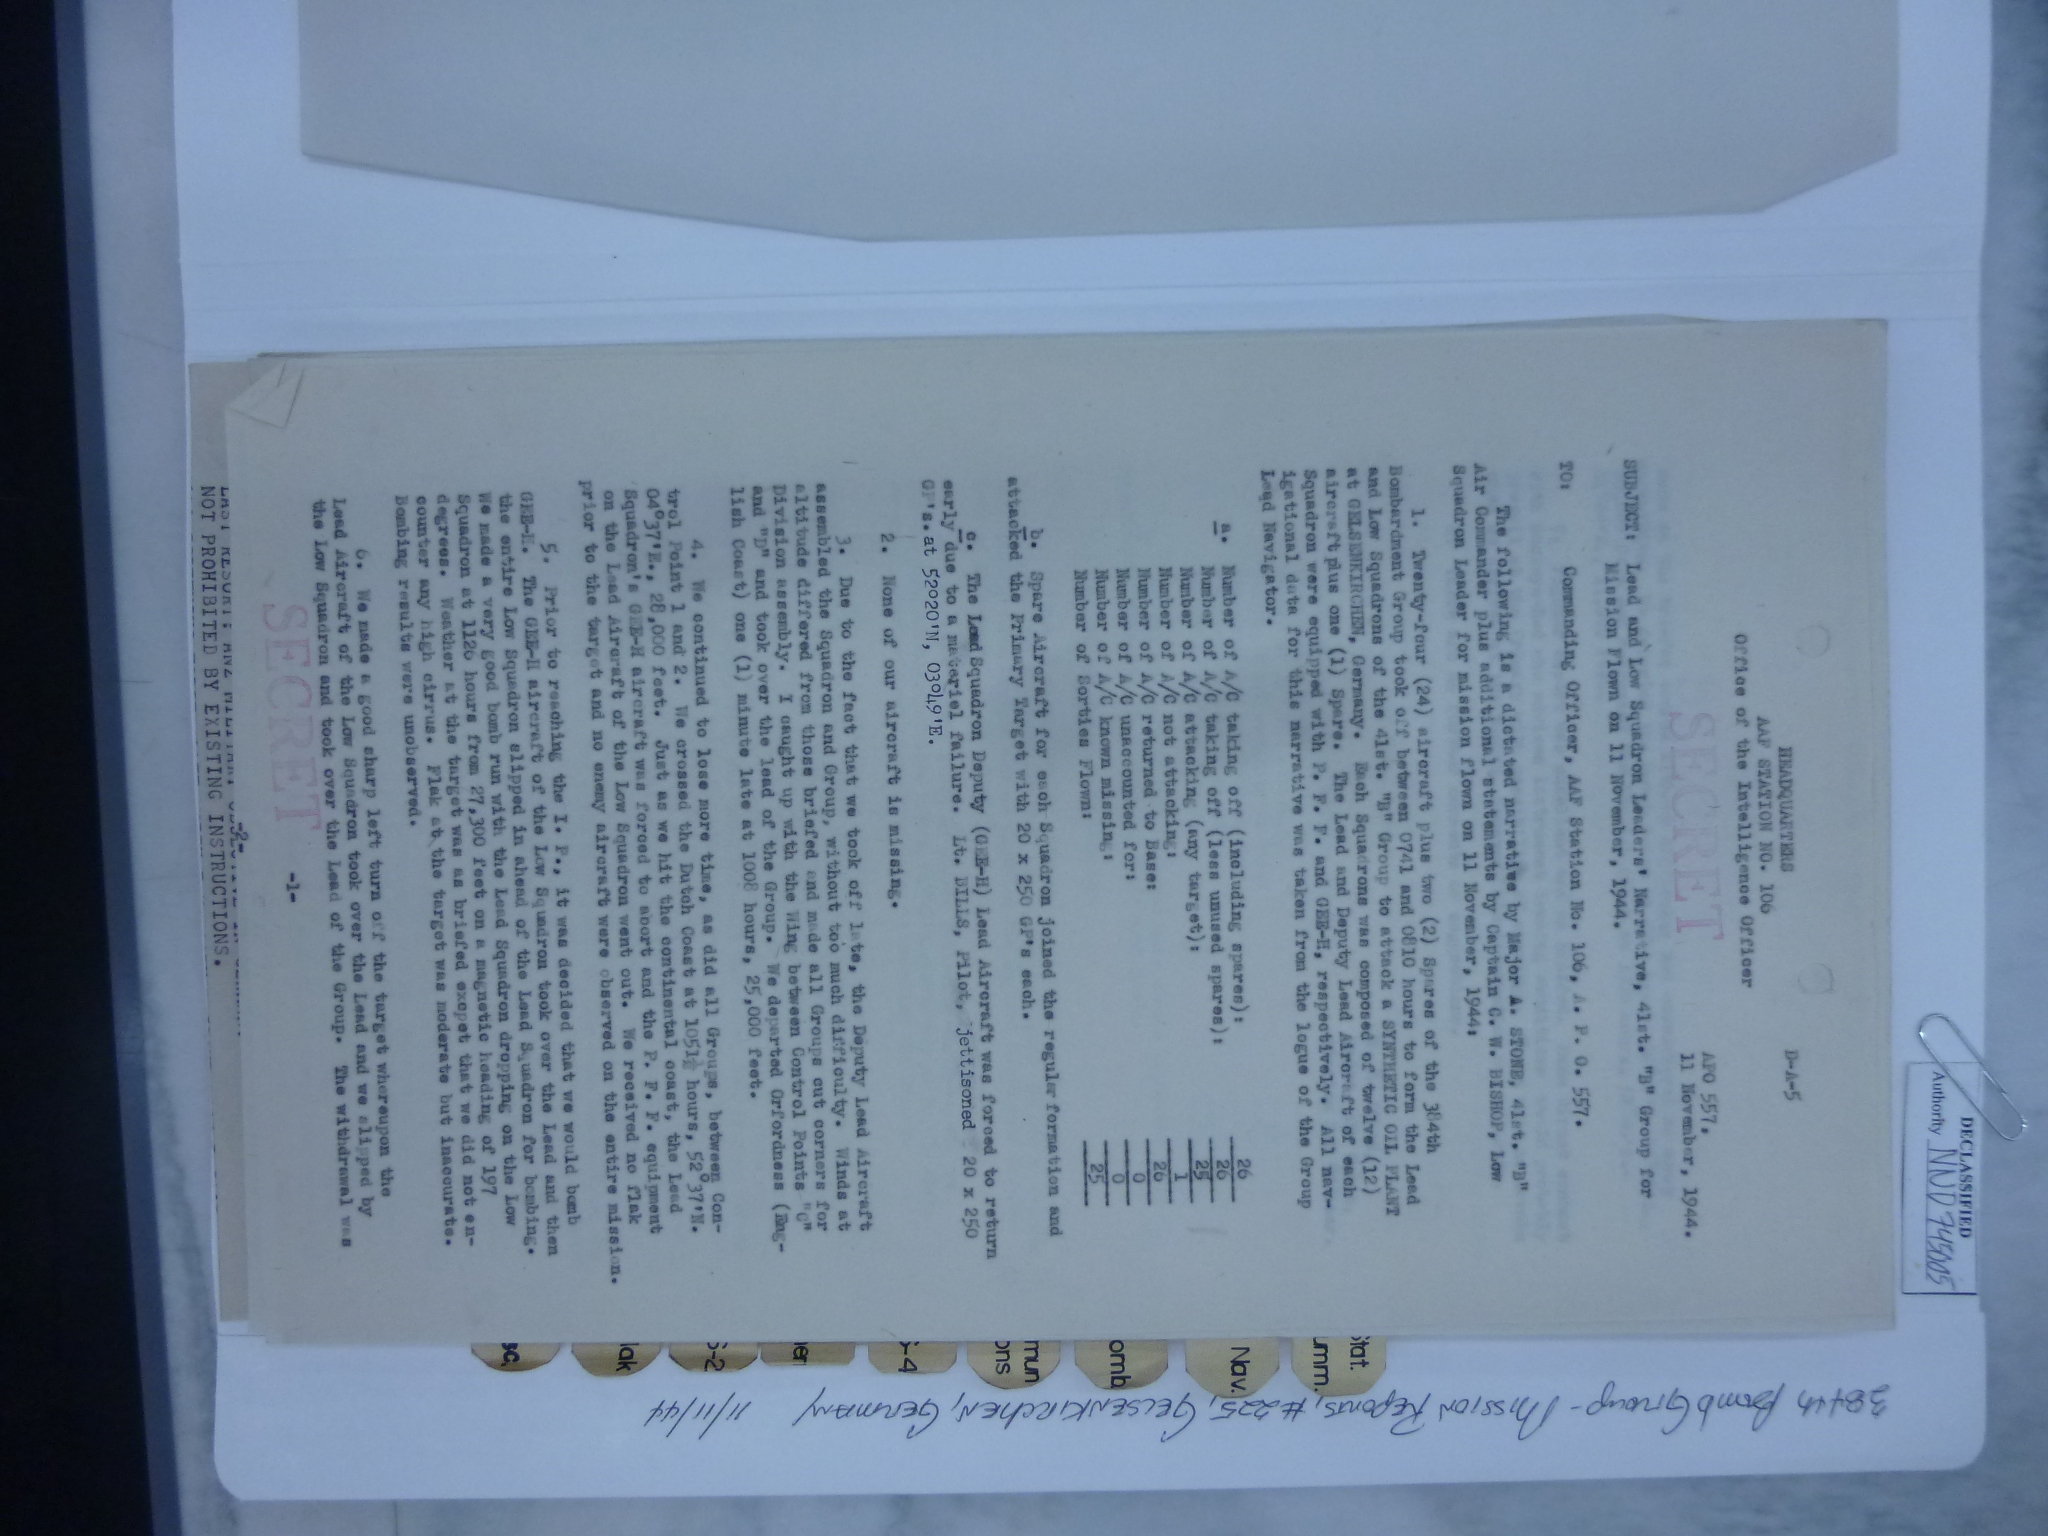 DECLASSIFIED
Authority NND 745005
HEADQUARTERS
AAF STATION NO. 106
Office of the Intelligence Officer
D-A-5
APO 557.
11 November, 1944.
SECRET
SUBJECT: Lead and Low Squadron Leaders' Narrative, 41st. "B" Group for
Mission Flown on 11 November, 1944.
TO: Commanding Officer, AAF Station No. 106, A. P. O. 557.
The following is a dictated narrative by Major A. STONE, 41st. "B"
Air Commander plus additional statements by Captain C. W. BISHOP, Low
Squadron Leader for mission flown on 11 November, 1944:
1. Twenty-four (24) aircraft plus two (2) Spares of the 384th
Bombardment Group took off between 0741 and 0810 hours to form the Lead
and Low Squadrons of the 41st. "B" Group to attack a SYNTHETIC OIL PLANT
at GELSENKIRCHEN, Germany. Each Squadrons was composed of twelve (12)
aircraft plus one (1) Spare. The Lead and Deputy Lead Aircraft of each
Squadron were equipped with P. F. F. and GEE-H, respectively. All nav-
igational data for this narrative was taken from the logue of the Group
Lead Navigator.
a. Number of A/C taking off (including spares): 26
Number of A/C taking off (less unused spares): 26
Number of A/C attacking (any target): 25
Number of A/C not attacking: 1
Number of A/C returned to Base: 26
Number of A/C unaccounted for: 0
Number of A/C known missing: 0
Number of Sorties Flown: 25
b. Spare Aircraft for each Squadron joined the regular formation and
attacked the Primary Target with 20 x 250 GP's each.
c. The Lead Squadron Deputy (GEE-H) Lead Aircraft was forced to return
early due to a materiel failure. Lt. BILLS, Pilot, jettisoned 20 x 250
GP's. at 52°20'N, 03°49'E.
2. None of our aircraft is missing.
3. Due to the fact that we took off late, the Deputy Lead Aircraft
assembled the Squadron and Group, without too much difficulty. Winds at
altitude differed from those briefed and made all Groups cut corners for
Division assembly. I caught up with the Wing between Control Points "C"
and "D" and took over the lead of the Group. We departed Orfordness (Eng-
lish Coast) one (1) minute late at 1008 hours, 25,000 feet.
4. We continued to lose more time, as did all Groups, between Con-
trol Point 1 and 2. We crossed the Dutch Coast at 1051½ hours, 52°37'N.
04°37'E., 28,000 feet. Just as we hit the continental coast, the Lead
Squadron's GEE-H aircraft was forced to abort and the P. F. F. equipment
on the Lead Aircraft of the Low Squadron went out. We received no flak
prior to the target and no enemy aircraft were observed on the entire mission.
5. Prior to reaching the I. P., it was decided that we would bomb
GEE-H. The GEE-H aircraft of the Low Squadron took over the Lead and then
the entire Low Squadron slipped in ahead of the Lead Squadron for bombing.
We made a very good bomb run with the Lead Squadron dropping on the Low
Squadron at 1126 hours from 27,300 feet on a magnetic heading of 197
degrees. Weather at the target was as briefed excpet that we did not en-
counter any high cirrus. Flak at the target was moderate but inaccurate.
Bombing results were unobserved.
6. We made a good sharp left turn off the target whereupon the
Lead Aircraft of the Low Squadron took over the Lead and we slipped by
the Low Squadron and took over the Lead of the Group. The withdrawal was
-1-
SECRET
-2-
NOT PROHIBITED BY EXISTING INSTRUCTIONS.
Stat.
umm.
Nav.
omb
mun
ons
S-4
er
S-2
lak
sc.
384th Bomb Group - Mission Reports, #225, GELSENKIRCHEN, GERMANY 11/11/44